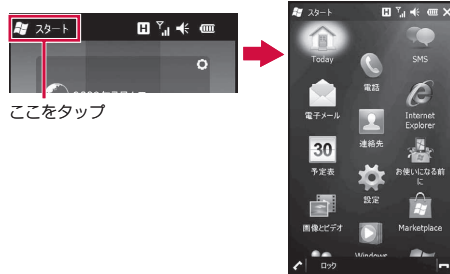 スタート
ここをタップ
スタート
Today
SMS
電話
電子メール
Internet
Explorer
連絡先
30
予定表
お使いになる前
に
設定
画像とビデオ
Marketplace
Windows
ロック